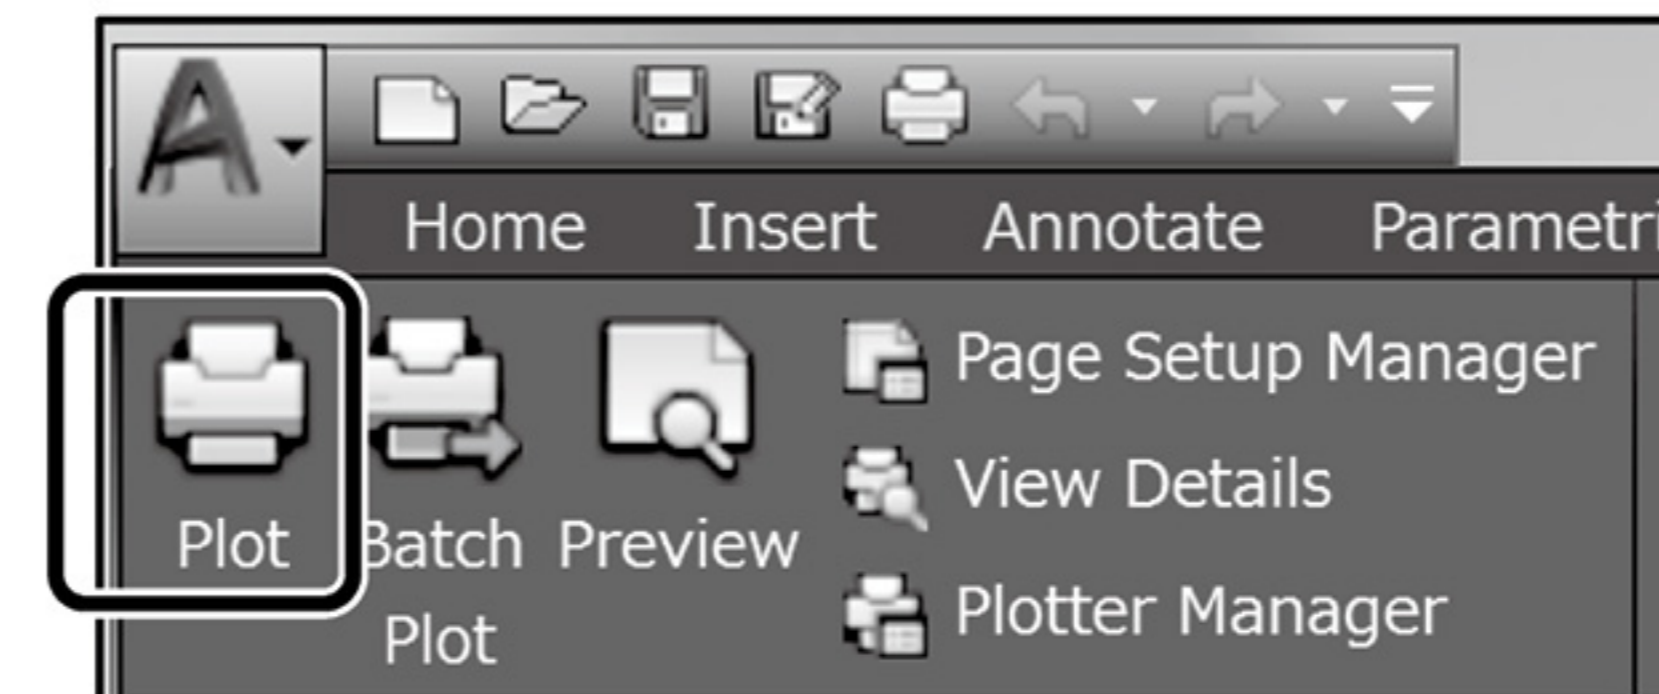 Home Insert Annotate Parametri
Plot
Batch
Plot
Preview
Page Setup Manager
View Details
Plotter Manager